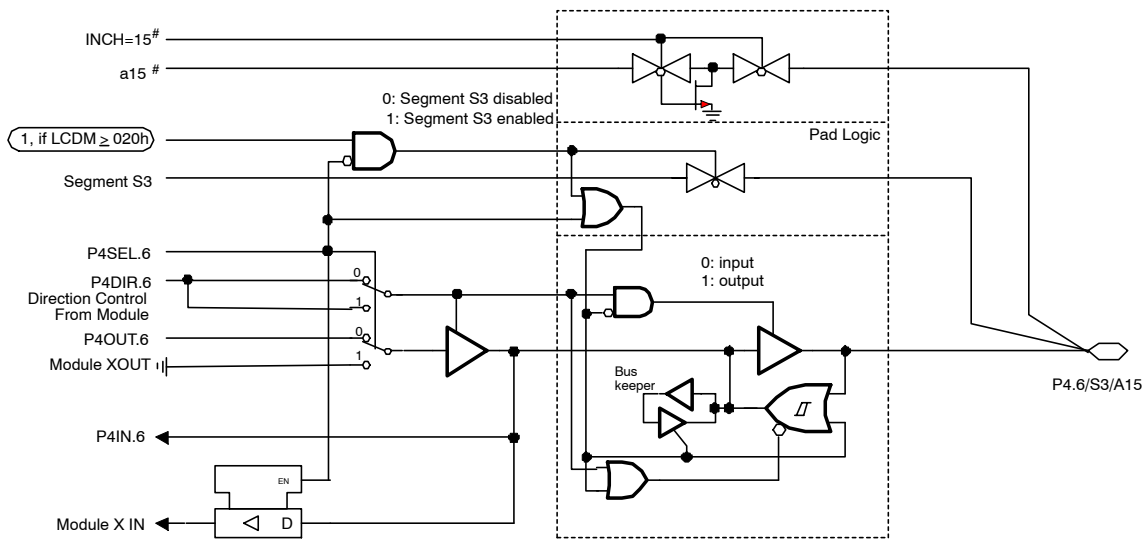 INCH=15#
a15 #
0: Segment S3 disabled
1: Segment S3 enabled
Pad Logic
1, if LCDM ≥ 020h
Segment S3
P4SEL.6
P4DIR.6
0
Direction Control
From Module
1
P4OUT.6
0
Module XOUT
1
0: input
1: output
Bus
keeper
P4.6/S3/A15
P4IN.6
EN
Module X IN
D